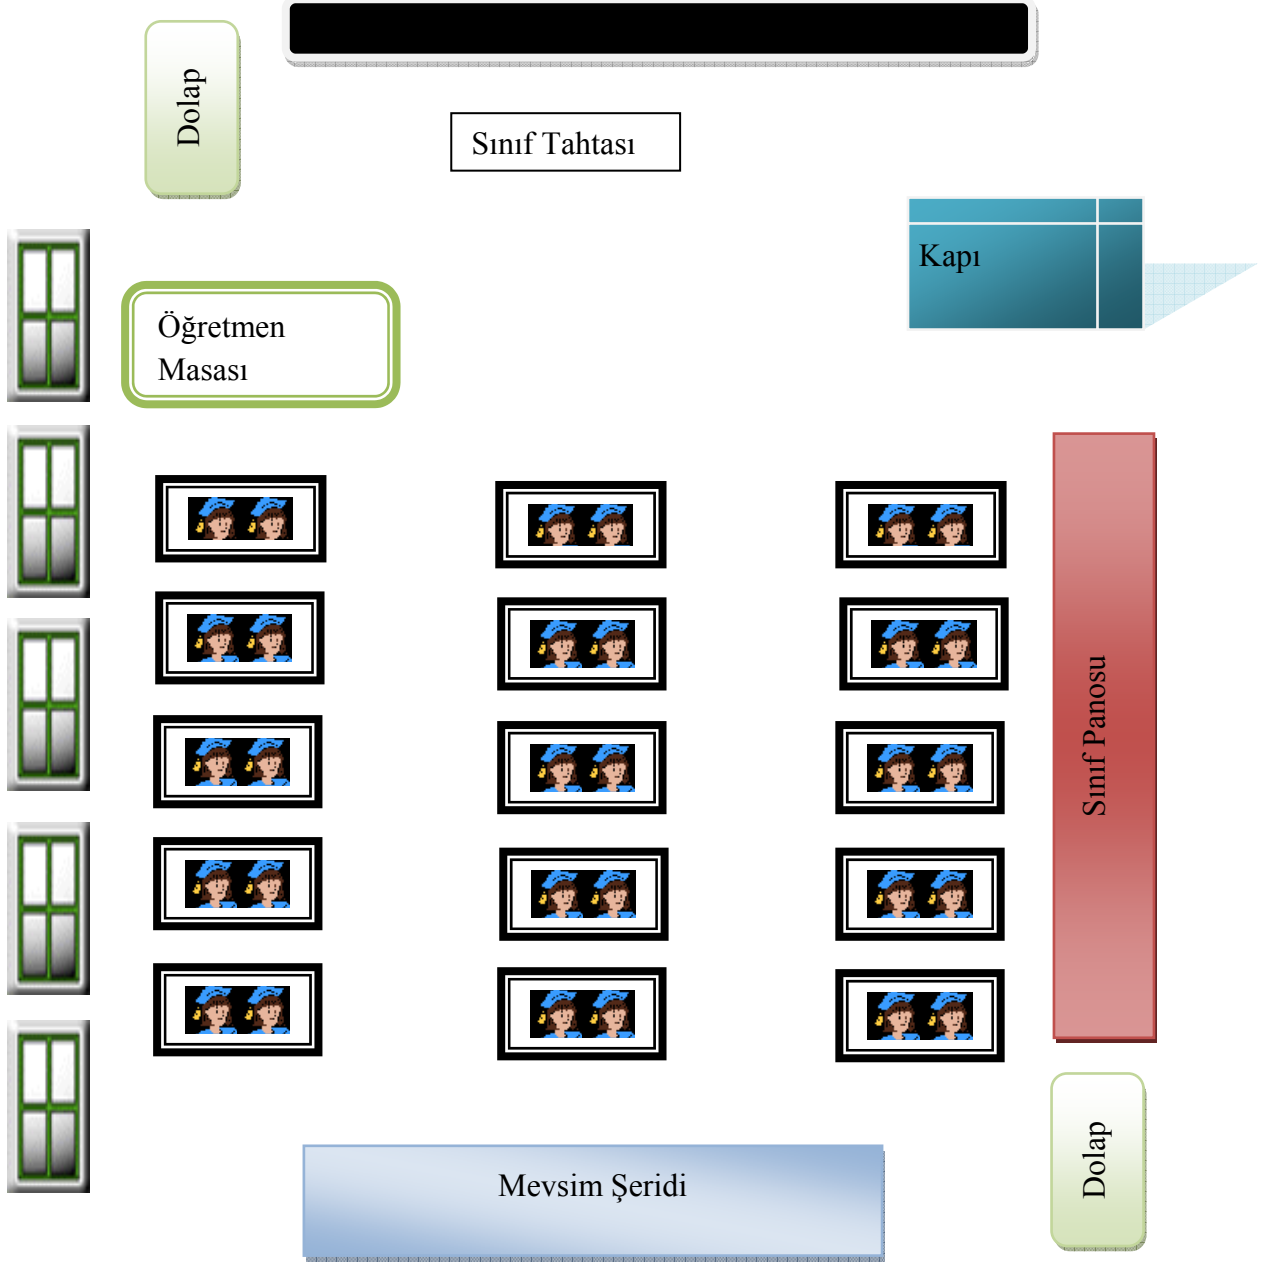 Dolap
Sınıf Tahtası
Kapı
Öğretmen
Masası
Sınıf Panosu
Dolap
Mevsim Şeridi